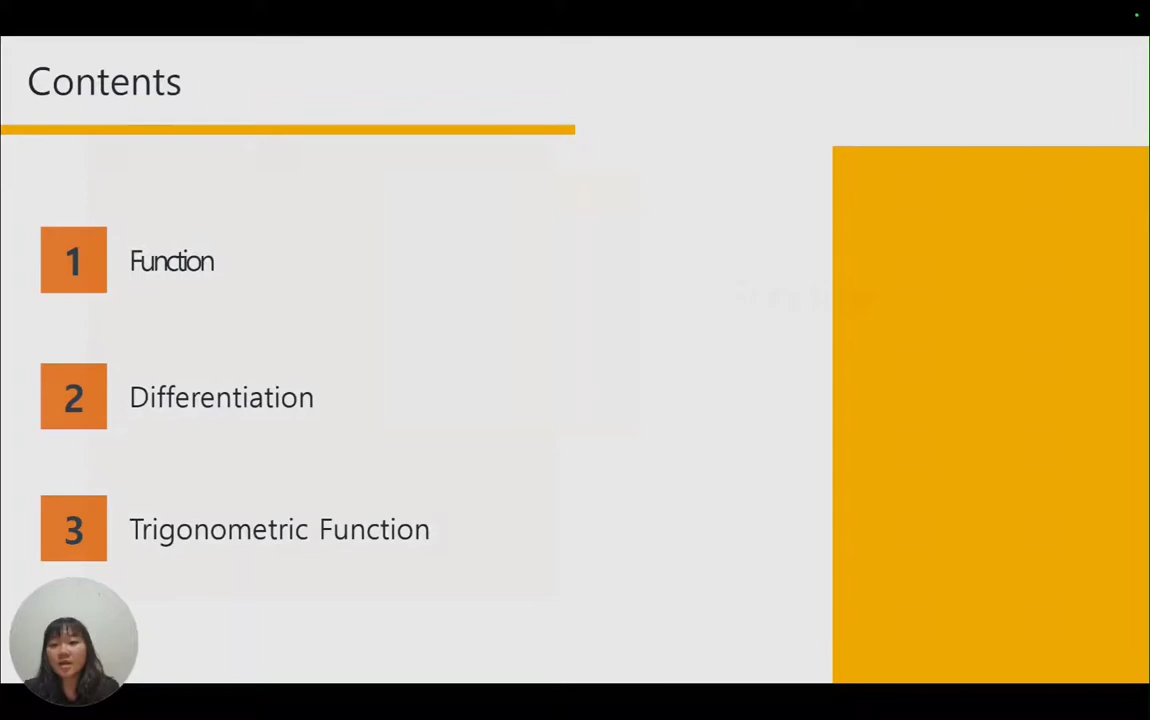 Contents
1 Function
2 Differentiation
3 Trigonometric Function